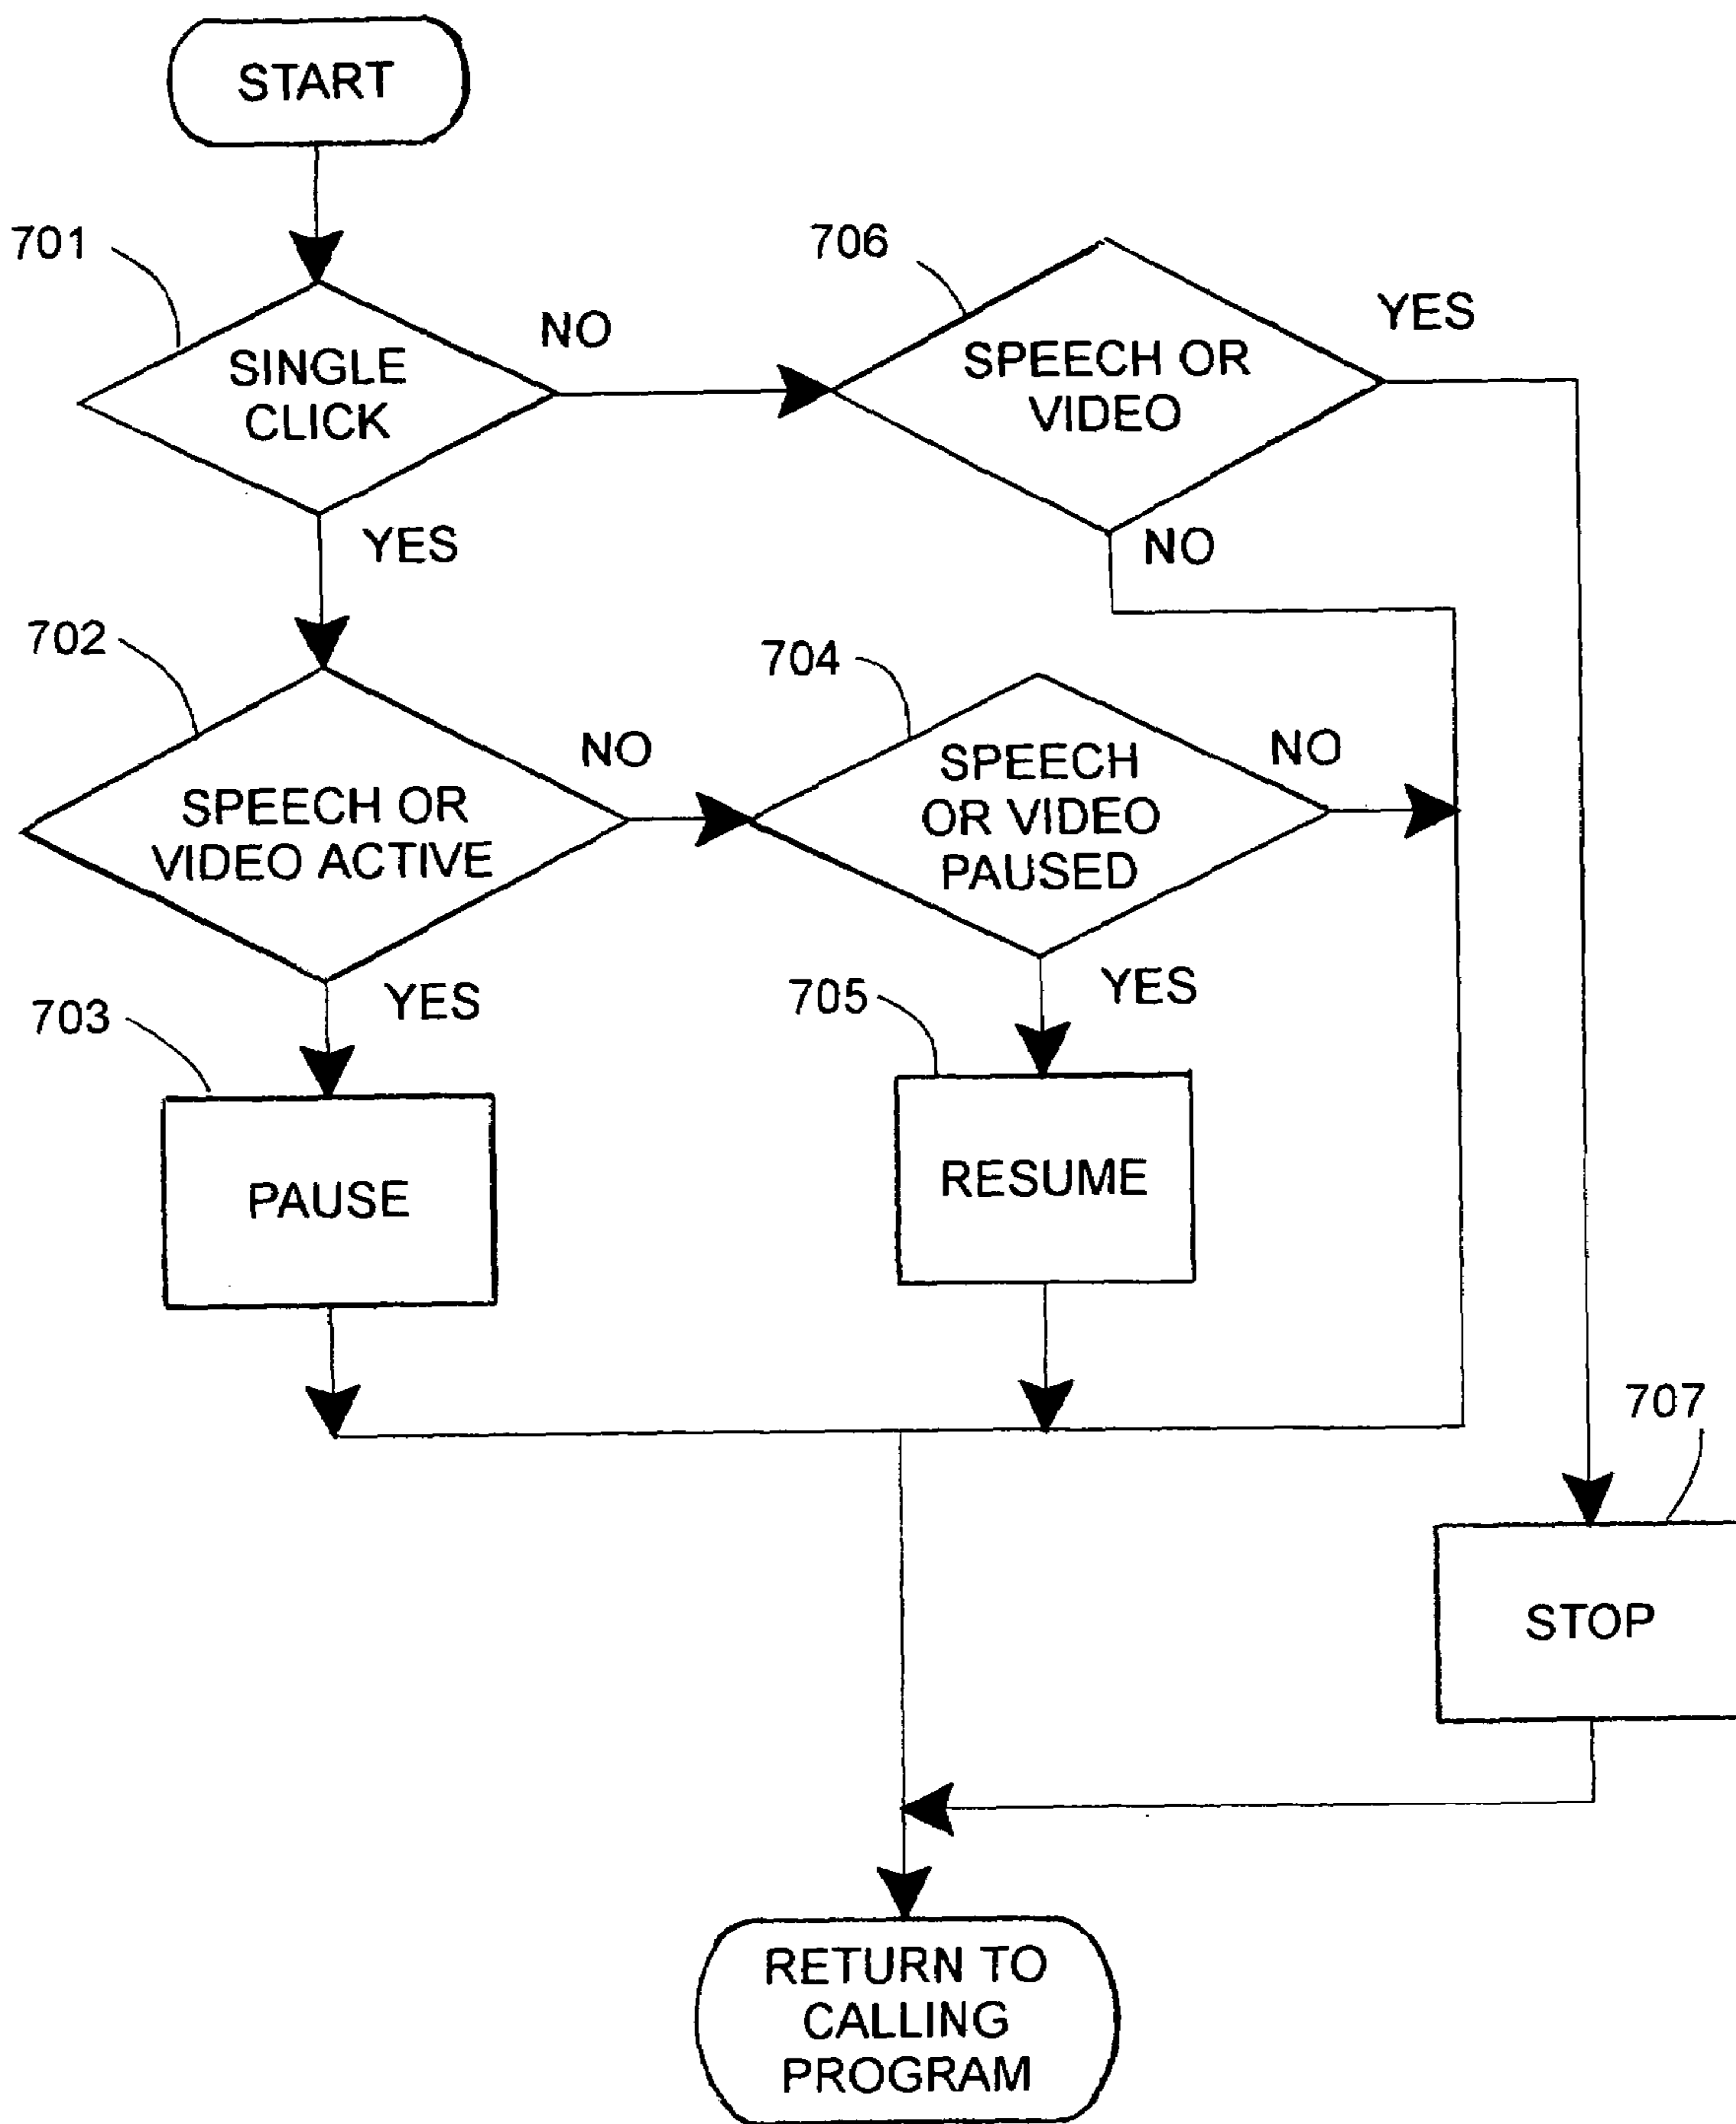 START
701
SINGLE
CLICK
NO
706
SPEECH OR
VIDEO
YES
YES
NO
702
SPEECH OR
VIDEO ACTIVE
NO
704
SPEECH
OR VIDEO
PAUSED
NO
YES
703
PAUSE
YES
705
RESUME
707
STOP
RETURN TO
CALLING
PROGRAM